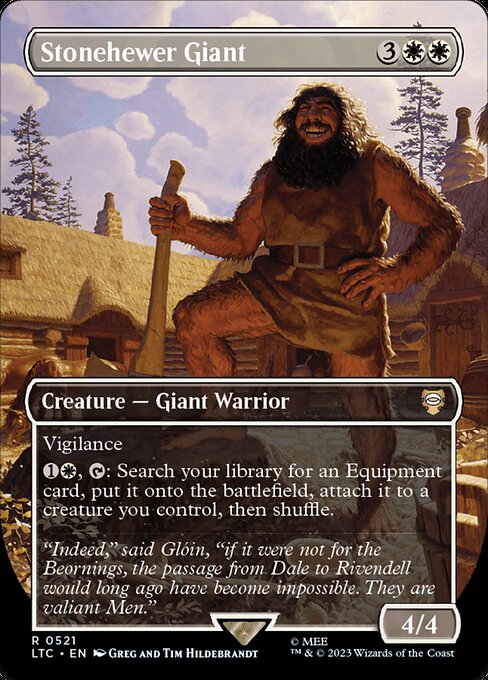 Stonehewer Giant 3
Creature — Giant Warrior
Vigilance
1, : Search your library for an Equipment
card, put it onto the battlefield, attach it to a
creature you control, then shuffle.
“Indeed,” said Glóin, “if it were not for the
Beornings, the passage from Dale to Rivendell
would long ago have become impossible. They are
valiant Men.”
4/4
R 0521
LTC • EN Greg and Tim Hildebrandt
© MEE
™ & © 2023 Wizards of the Coast